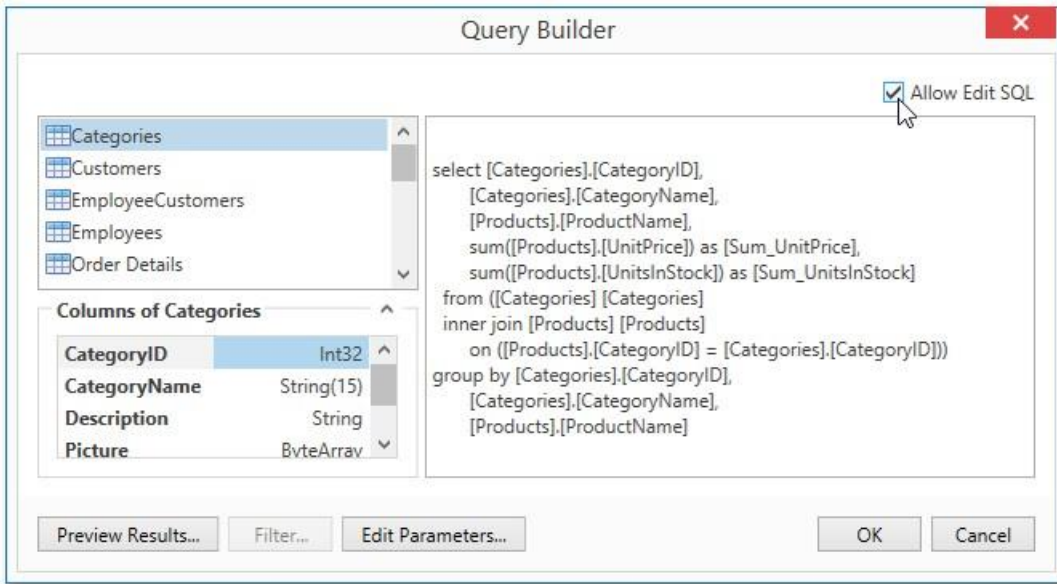 Query Builder
Allow Edit SQL
Categories
Customers
EmployeeCustomers
Employees
Order Details
Columns of Categories
CategoryID Int32
CategoryName String(15)
Description String
Picture ByteArray
select [Categories].[CategoryID],
[Categories].[CategoryName],
[Products].[ProductName],
sum([Products].[UnitPrice]) as [Sum_UnitPrice],
sum([Products].[UnitsInStock]) as [Sum_UnitsInStock]
from ([Categories] [Categories]
inner join [Products] [Products]
on ([Products].[CategoryID] = [Categories].[CategoryID]))
group by [Categories].[CategoryID],
[Categories].[CategoryName],
[Products].[ProductName]
Preview Results... Filter... Edit Parameters... OK Cancel